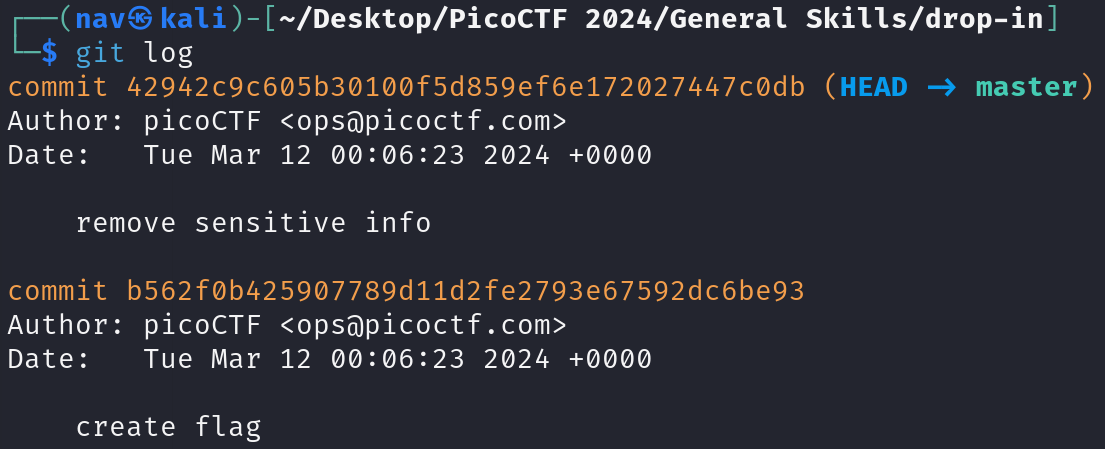 ┌──(nav㉿kali)-[~/Desktop/PicoCTF 2024/General Skills/drop-in]
└─$ git log
commit 42942c9c605b30100f5d859ef6e172027447c0db (HEAD -> master)
Author: picoCTF <ops@picoctf.com>
Date:   Tue Mar 12 00:06:23 2024 +0000
    remove sensitive info
commit b562f0b425907789d11d2fe2793e67592dc6be93
Author: picoCTF <ops@picoctf.com>
Date:   Tue Mar 12 00:06:23 2024 +0000
    create flag